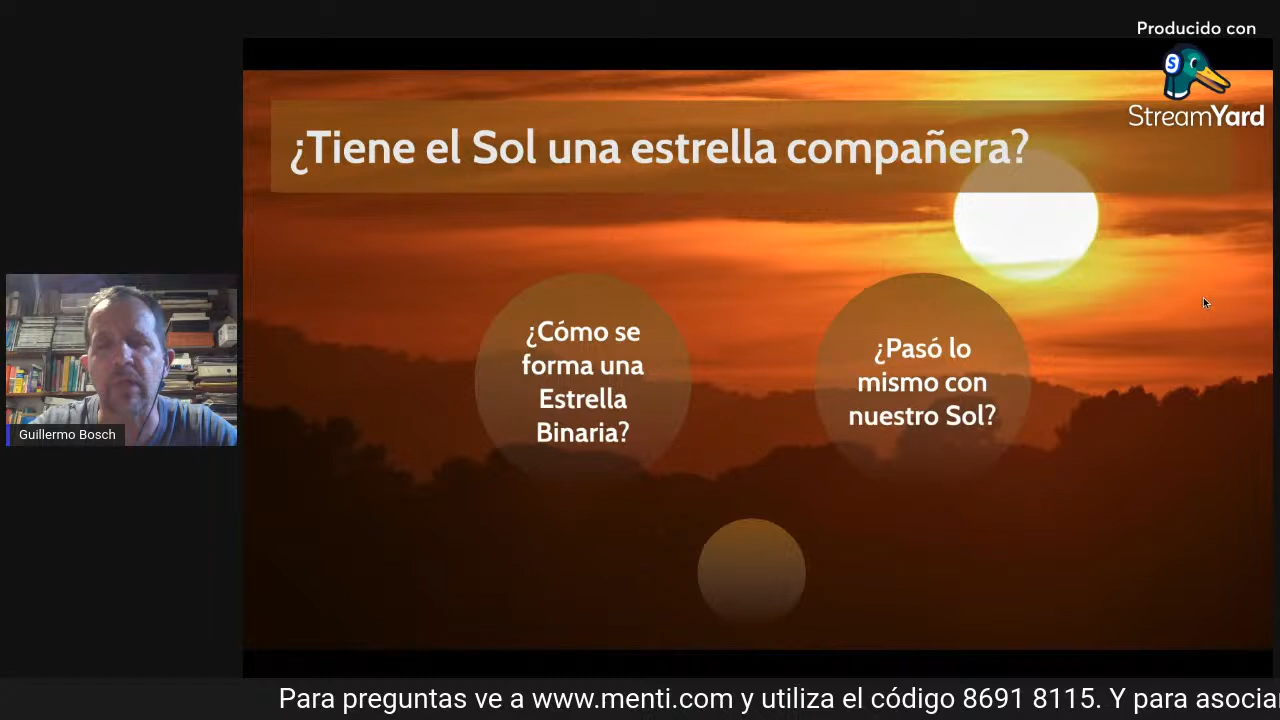 Producido con
S
StreamYard
¿Tiene el Sol una estrella compañera?
¿Cómo se
forma una
Estrella
Binaria?
¿Pasó lo
mismo con
nuestro Sol?
Guillermo Bosch
Para preguntas ve a www.menti.com y utiliza el código 8691 8115. Y para asocia